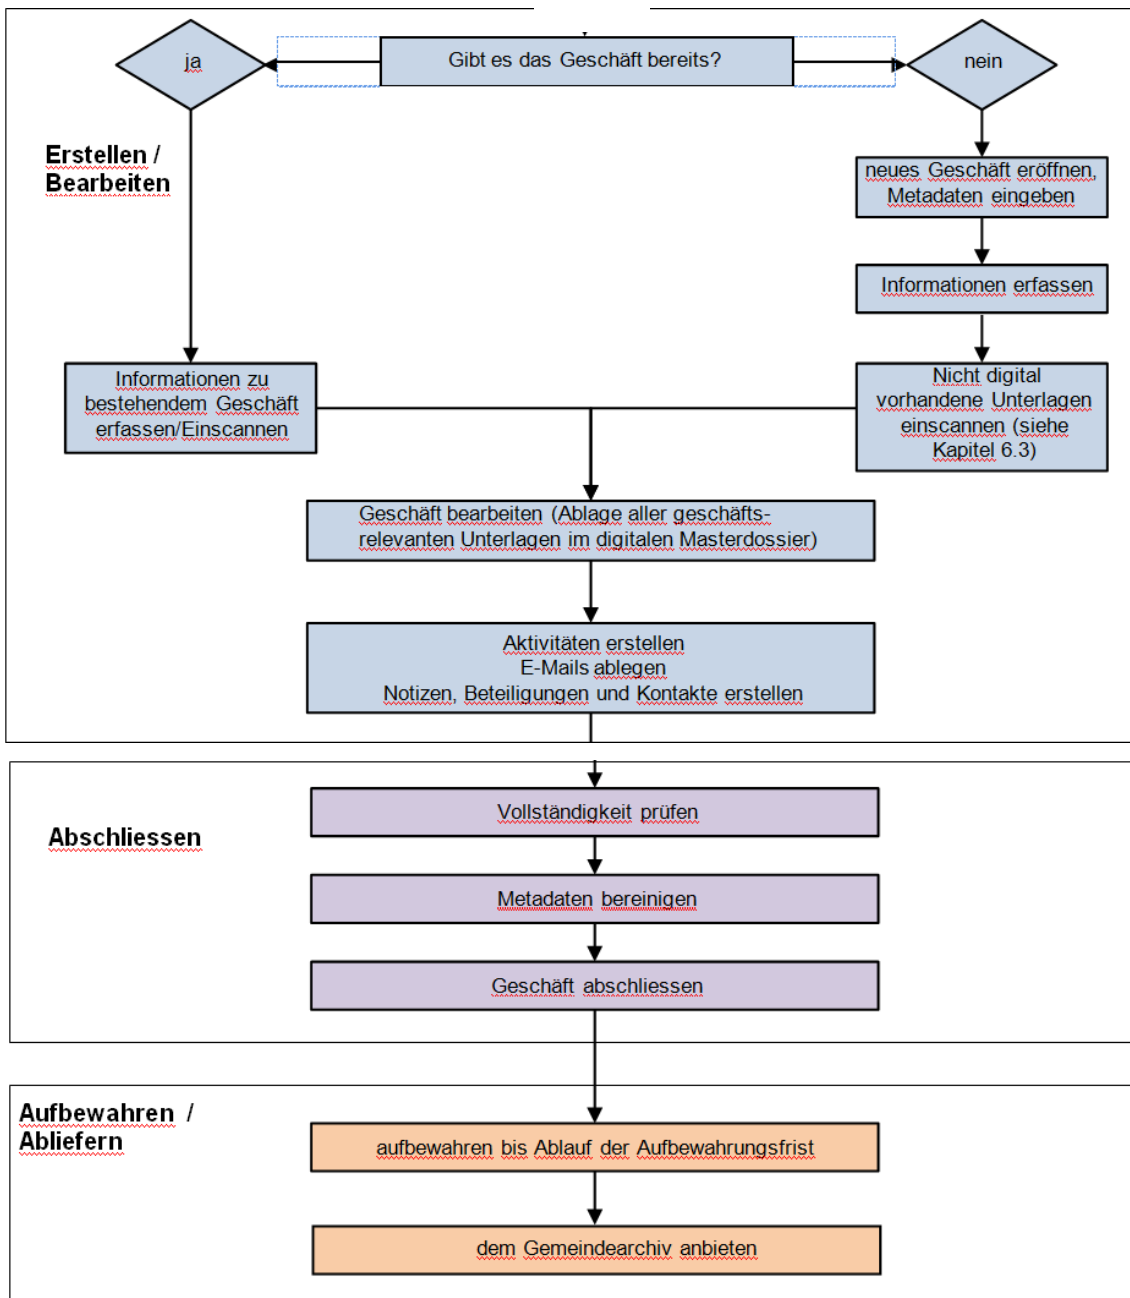 Gibt es das Geschäft bereits?
ja
nein
Erstellen /
Bearbeiten
neues Geschäft eröffnen,
Metadaten eingeben
Informationen erfassen
Informationen zu
bestehendem Geschäft
erfassen/Einscannen
Nicht digital
vorhandene Unterlagen
einscannen (siehe
Kapitel 6.3)
Geschäft bearbeiten (Ablage aller geschäfts-
relevanten Unterlagen im digitalen Masterdossier)
Aktivitäten erstellen
E-Mails ablegen
Notizen, Beteiligungen und Kontakte erstellen
Abschliessen
Vollständigkeit prüfen
Metadaten bereinigen
Geschäft abschliessen
Aufbewahren /
Abliefern
aufbewahren bis Ablauf der Aufbewahrungsfrist
dem Gemeindearchiv anbieten